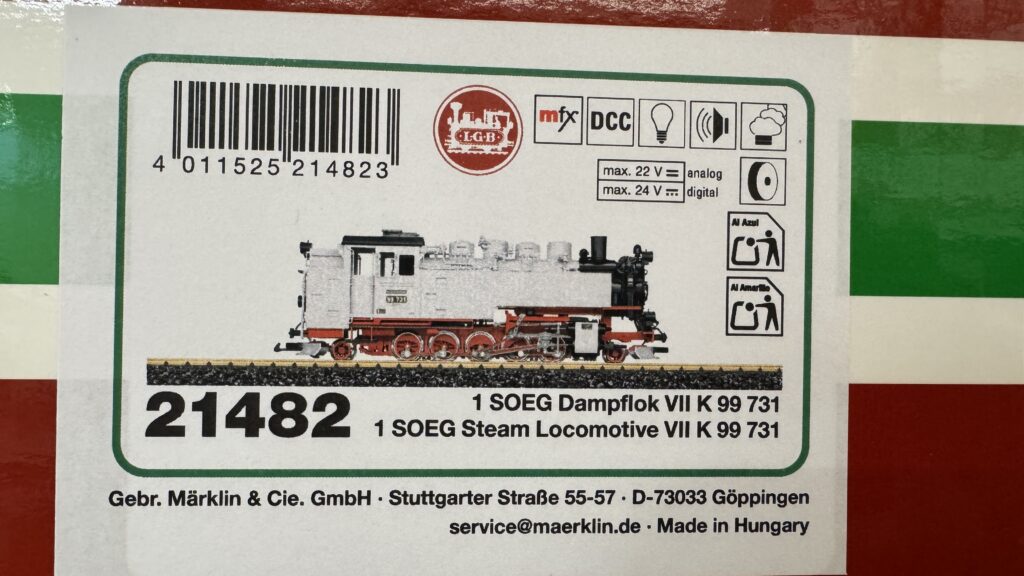 4 011525 214823
LGB
mfx
DCC
max. 22 V analog
max. 24 V digital
Al Azul
Al Amarillo
99 731
21482
1 SOEG Dampflok VII K 99 731
1 SOEG Steam Locomotive VII K 99 731
Gebr. Märklin & Cie. GmbH · Stuttgarter Straße 55-57 · D-73033 Göppingen
service@maerklin.de · Made in Hungary